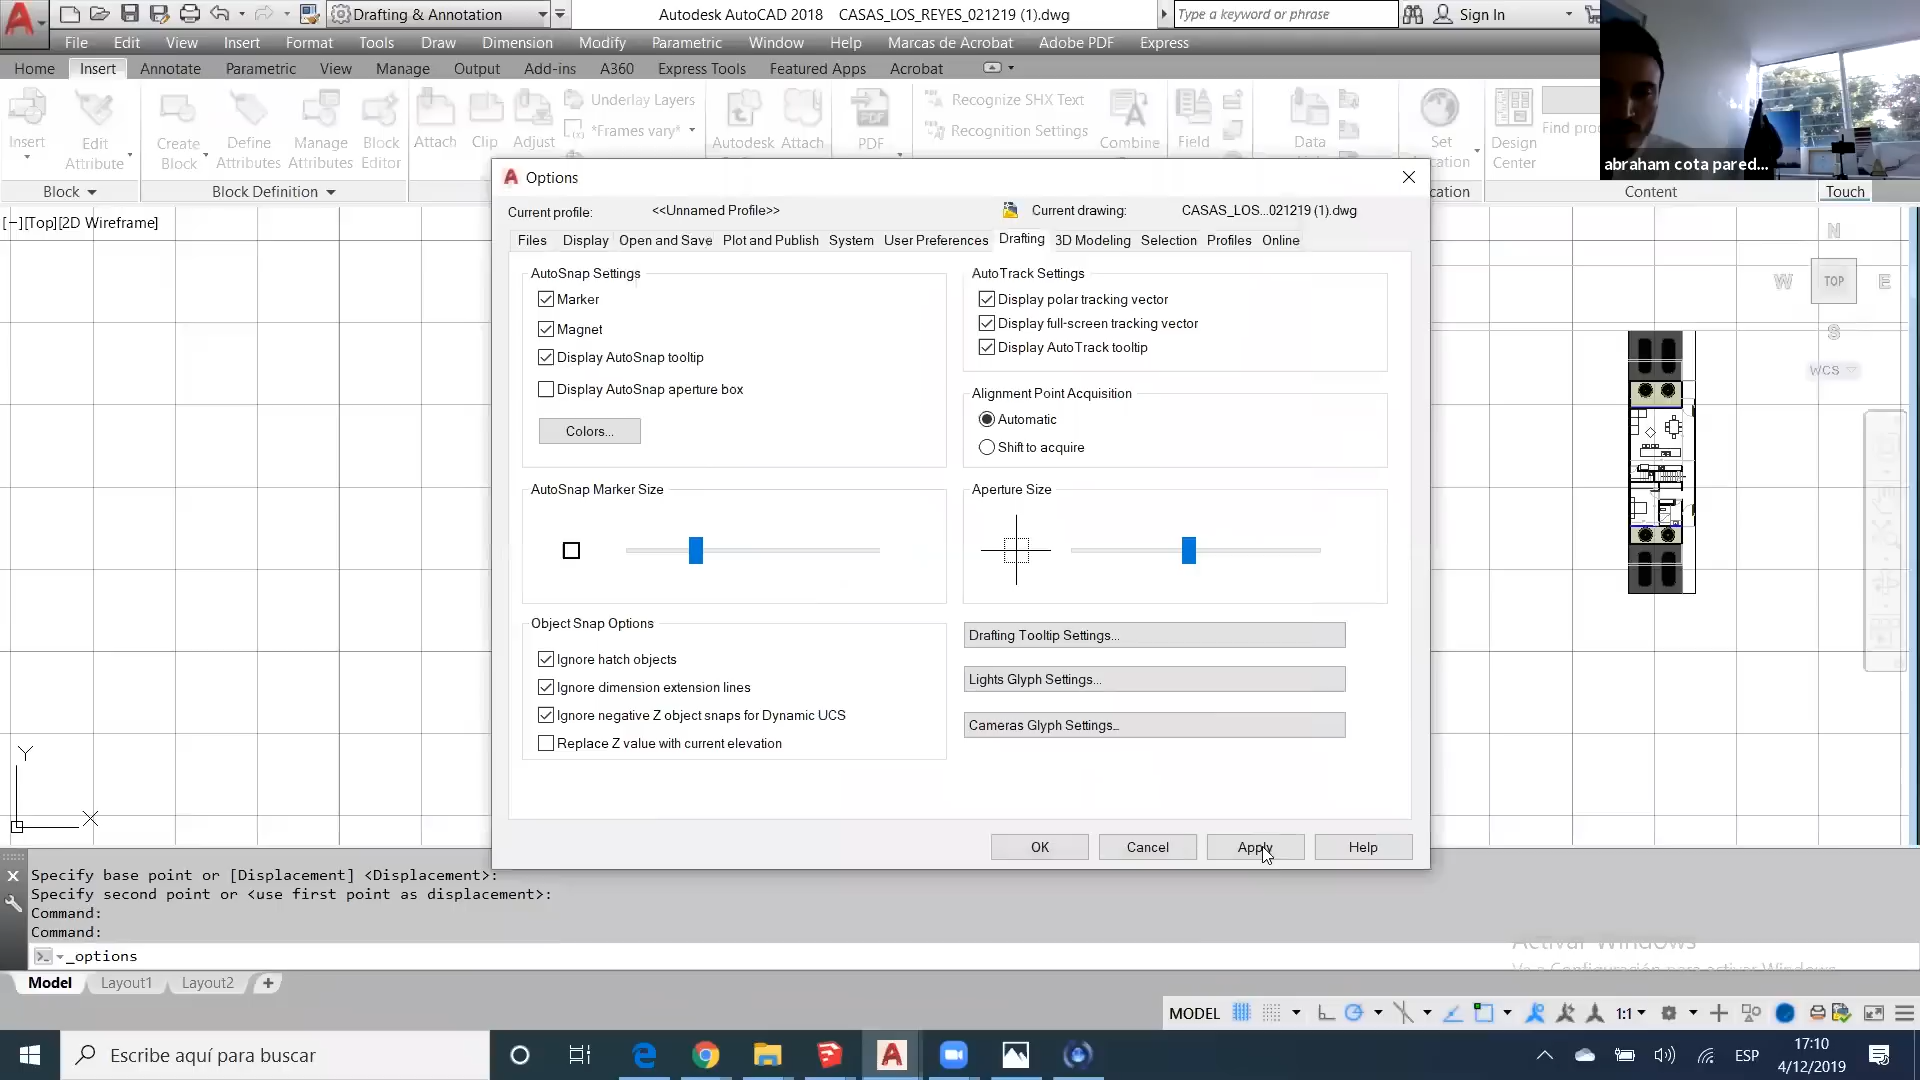 Drafting & Annotation
Autodesk AutoCAD 2018 CASAS_LOS_REYES_021219 (1).dwg
Type a keyword or phrase
Sign In
File Edit View Insert Format Tools Draw Dimension Modify Parametric Window Help Marcas de Acrobat Adobe PDF Express
Home Insert Annotate Parametric View Manage Output Add-ins A360 Express Tools Featured Apps Acrobat
Insert
Edit
Attribute
Create
Block
Define
Attributes
Manage
Attributes
Block
Editor
Attach
Clip
Adjust
Underlay Layers
*Frames vary*
Autodesk
Attach
PDF
Recognize SHX Text
Recognition Settings
Combine
Field
Data
Set
Design
Center
abraham cota pared...
Block
Block Definition
Content
Touch
[−][Top][2D Wireframe]
Options
Current profile: <<Unnamed Profile>>
Current drawing: CASAS_LOS...021219 (1).dwg
Files Display Open and Save Plot and Publish System User Preferences Drafting 3D Modeling Selection Profiles Online
AutoSnap Settings
Marker
Magnet
Display AutoSnap tooltip
Display AutoSnap aperture box
Colors...
AutoTrack Settings
Display polar tracking vector
Display full-screen tracking vector
Display AutoTrack tooltip
Alignment Point Acquisition
Automatic
Shift to acquire
AutoSnap Marker Size
Aperture Size
Object Snap Options
Ignore hatch objects
Ignore dimension extension lines
Ignore negative Z object snaps for Dynamic UCS
Replace Z value with current elevation
Drafting Tooltip Settings...
Lights Glyph Settings...
Cameras Glyph Settings...
OK Cancel Apply Help
N
W TOP E
S
WCS
Y
X
Specify base point or [Displacement] <Displacement>:
Specify second point or <use first point as displacement>:
Command:
Command:
_options
Activar Windows
Model Layout1 Layout2 +
MODEL
1:1
Escribe aquí para buscar
ESP
17:10
4/12/2019